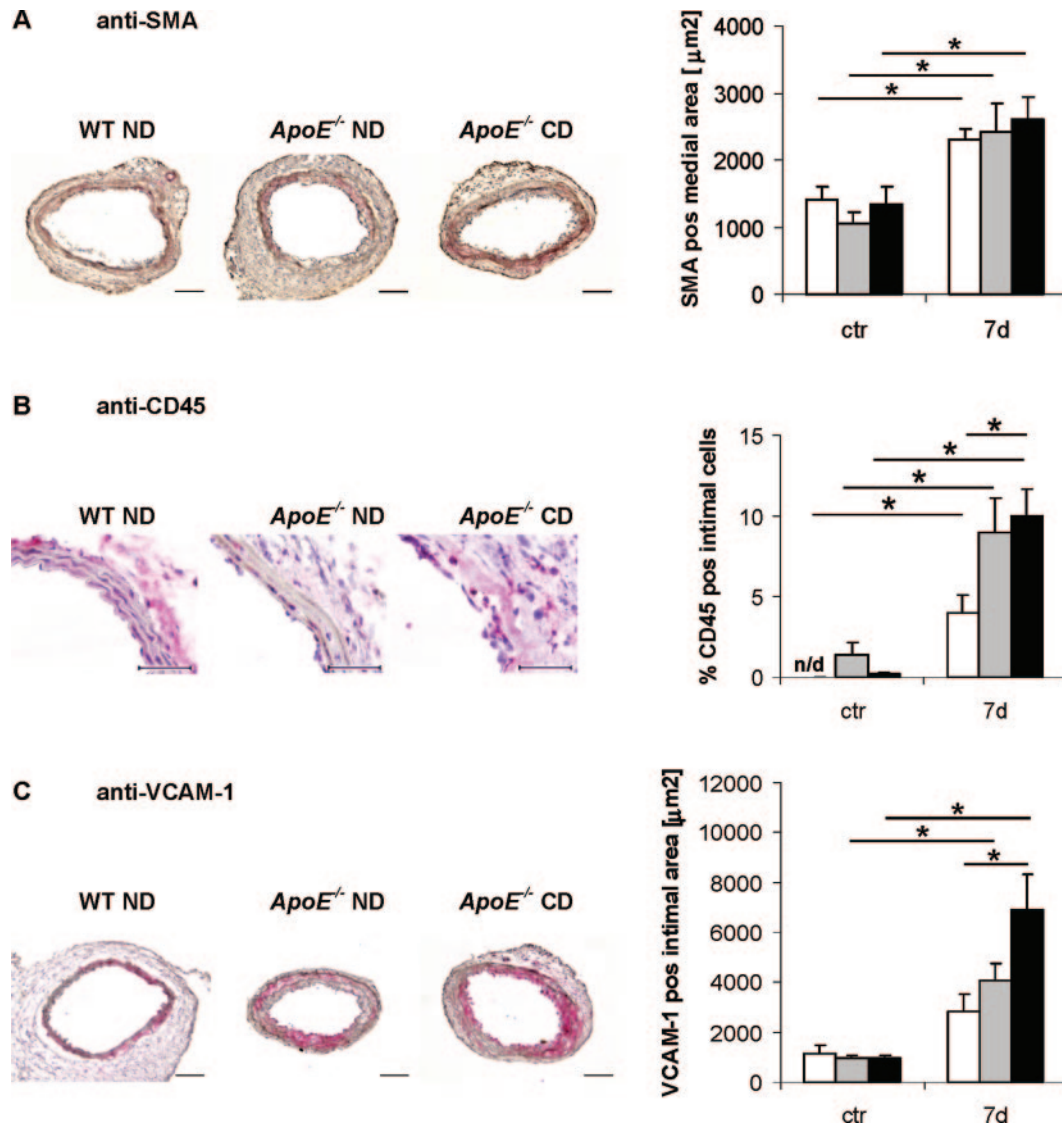 A anti-SMA
WT ND ApoE-/- ND ApoE-/- CD
SMA pos medial area [µm2]
4000
3000
2000
1000
0
* * *
ctr 7d
B anti-CD45
WT ND ApoE-/- ND ApoE-/- CD
% CD45 pos intimal cells
15
10
5
0
n/d
* * * *
ctr 7d
C anti-VCAM-1
WT ND ApoE-/- ND ApoE-/- CD
VCAM-1 pos intimal area [µm2]
12000
10000
8000
6000
4000
2000
0
* * *
ctr 7d